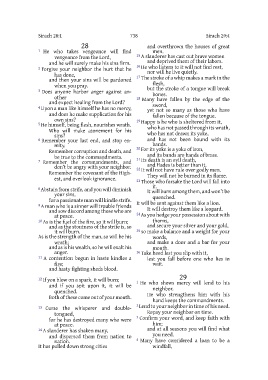 Sirach 28:1
738
Sirach 29:4
28
1 He who takes vengeance will find
vengeance from the Lord,
and he will surely make his sins firm.
2 Forgive your neighbor the hurt that he
has done,
and then your sins will be pardoned
when you pray.
3 Does anyone harbor anger against an-
other
and expect healing from the Lord?
4 Upon a man like himself he has no mercy,
and does he make supplication for his
own sins?
5 He himself, being flesh, nourishes wrath.
Who will make atonement for his
sins?
6 Remember your last end, and stop en-
mity.
Remember corruption and death, and
be true to the commandments.
7 Remember the commandments, and
don't be angry with your neighbor.
Remember the covenant of the High-
est, and overlook ignorance.
8 Abstain from strife, and you will diminish
your sins,
for a passionate man will kindle strife.
9 A man who is a sinner will trouble friends
and sow discord among those who are
at peace.
10 As is the fuel of the fire, so it will burn;
and as the stoutness of the strife is, so
it will burn.
As is the strength of the man, so will be his
wrath;
and as is his wealth, so he will exalt his
anger.
11 A contention begun in haste kindles a
fire;
and hasty fighting sheds blood.
12 If you blow on a spark, it will burn;
and if you spit upon it, it will be
quenched.
Both of these come out of your mouth.
13 Curse the whisperer and double-
tongued,
for he has destroyed many who were
at peace.
14 A slanderer has shaken many,
and dispersed them from nation to
nation.
It has pulled down strong cities
and overthrown the houses of great
men.
15 A slanderer has cast out brave women
and deprived them of their labors.
16 He who listens to it will not find rest,
nor will he live quietly.
17 The stroke of a whip makes a mark in the
flesh,
but the stroke of a tongue will break
bones.
18 Many have fallen by the edge of the
sword,
yet not so many as those who have
fallen because of the tongue.
19 Happy is he who is sheltered from it,
who has not passed through its wrath,
who has not drawn its yoke,
and has not been bound with its
bands.
20 For its yoke is a yoke of iron,
and its bands are bands of brass.
21 Its death is an evil death,
and Hades is better than it.
22 It will not have rule over godly men.
They will not be burned in its flame.
23 Those who forsake the Lord will fall into
it.
It will burn among them, and won't be
quenched.
It will be sent against them like a lion.
It will destroy them like a leopard.
24 As you hedge your possession about with
thorns,
and secure your silver and your gold,
25 so make a balance and a weight for your
words,
and make a door and a bar for your
mouth.
26 Take heed lest you slip with it,
lest you fall before one who lies in
wait.
29
1 He who shows mercy will lend to his
neighbor.
He who strengthens him with his
hand keeps the commandments.
2 Lend to your neighbor in time of his need.
Repay your neighbor on time.
3 Confirm your word, and keep faith with
him;
and at all seasons you will find what
you need.
4 Many have considered a loan to be a
windfall,